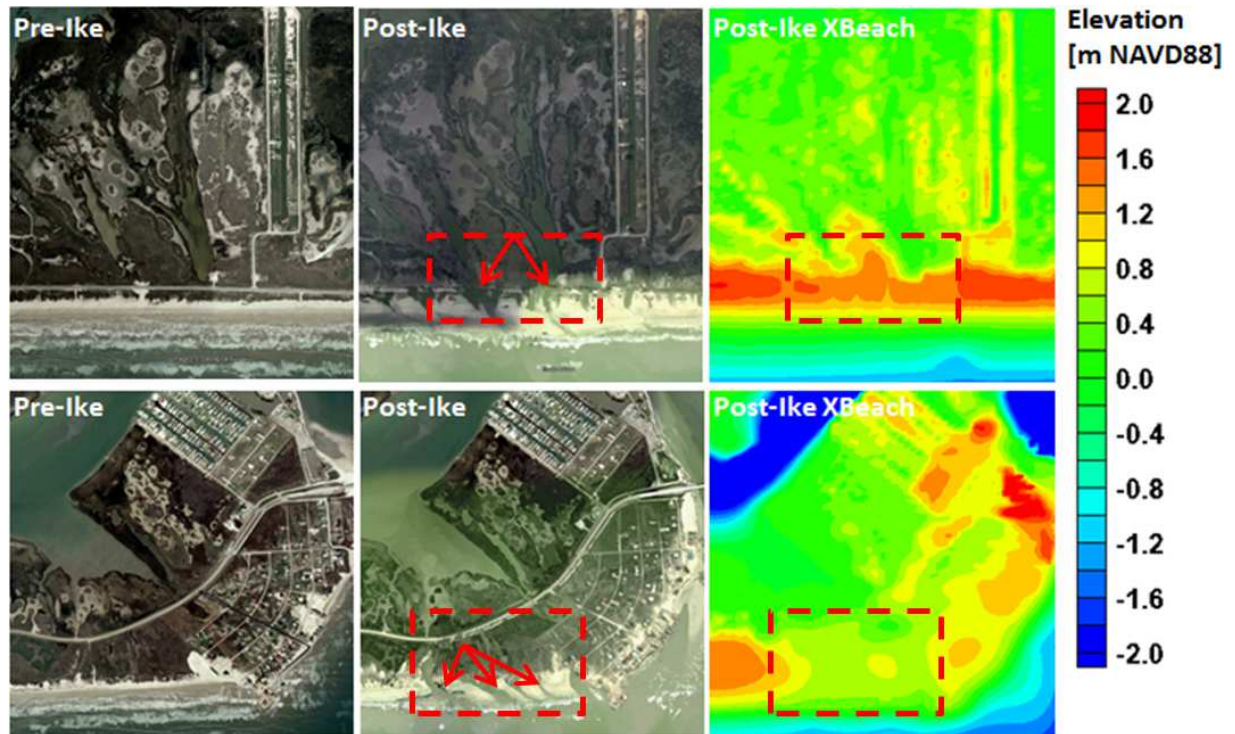 Pre-Ike
Post-Ike
Post-Ike XBeach
Elevation
[m NAVD88]
2.0
1.6
1.2
0.8
0.4
0.0
-0.4
-0.8
-1.2
-1.6
-2.0
Pre-Ike
Post-Ike
Post-Ike XBeach